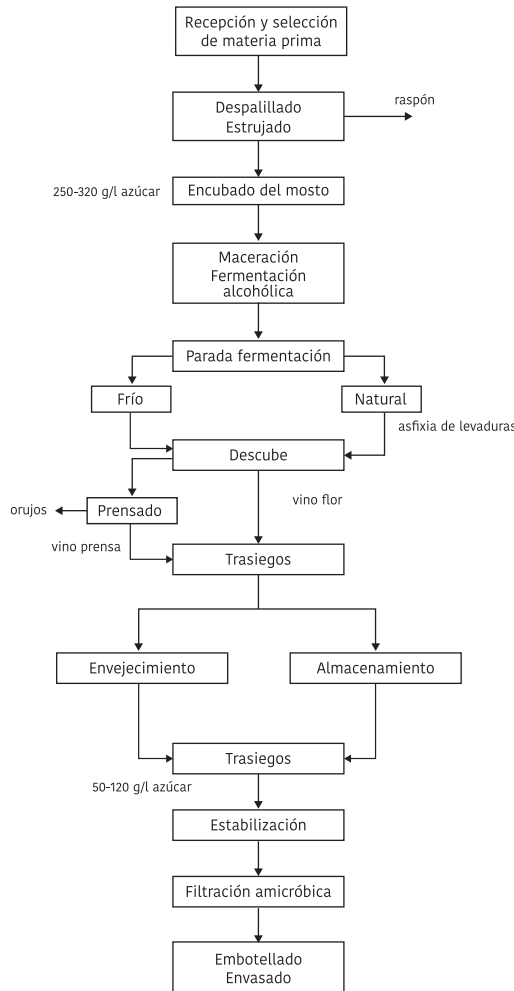 Recepción y selección
de materia prima
Despalillado
Estrujado
raspón
250-320 g/l azúcar
Encubado del mosto
Maceración
Fermentación
alcohólica
Parada fermentación
Frío
Natural
asfixia de levaduras
Descube
vino flor
orujos
Prensado
vino prensa
Trasiegos
Envejecimiento
Almacenamiento
Trasiegos
50-120 g/l azúcar
Estabilización
Filtración amicróbica
Embotellado
Envasado